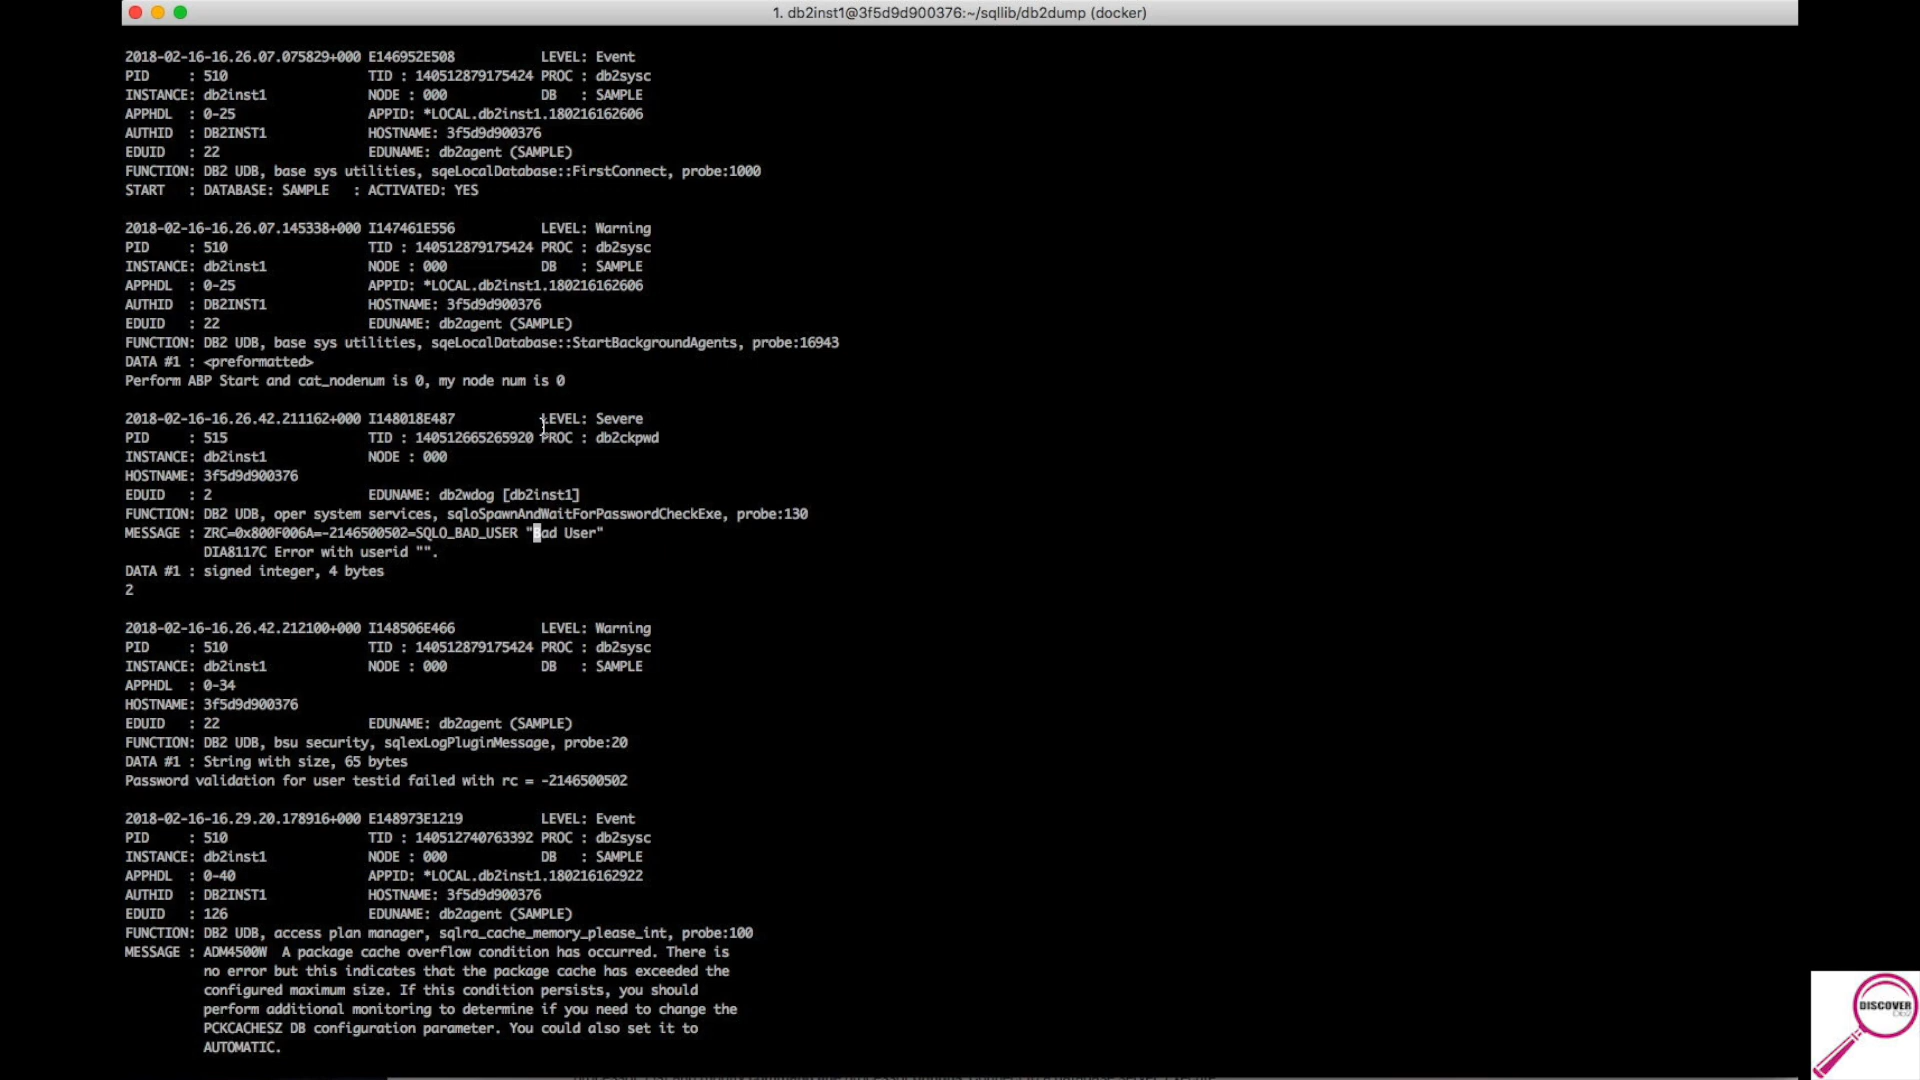 1. db2inst1@3f5d9d900376:~/sqllib/db2dump (docker)
2018-02-16-16.26.07.075829+000 E146952E508 LEVEL: Event
PID : 510 TID : 140512879175424 PROC : db2sysc
INSTANCE: db2inst1 NODE : 000 DB : SAMPLE
APPHDL : 0-25 APPID: *LOCAL.db2inst1.180216162606
AUTHID : DB2INST1 HOSTNAME: 3f5d9d900376
EDUID : 22 EDUNAME: db2agent (SAMPLE)
FUNCTION: DB2 UDB, base sys utilities, sqeLocalDatabase::FirstConnect, probe:1000
START : DATABASE: SAMPLE : ACTIVATED: YES
2018-02-16-16.26.07.145338+000 I147461E556 LEVEL: Warning
PID : 510 TID : 140512879175424 PROC : db2sysc
INSTANCE: db2inst1 NODE : 000 DB : SAMPLE
APPHDL : 0-25 APPID: *LOCAL.db2inst1.180216162606
AUTHID : DB2INST1 HOSTNAME: 3f5d9d900376
EDUID : 22 EDUNAME: db2agent (SAMPLE)
FUNCTION: DB2 UDB, base sys utilities, sqeLocalDatabase::StartBackgroundAgents, probe:16943
DATA #1 : <preformatted>
Perform ABP Start and cat_nodenum is 0, my node num is 0
2018-02-16-16.26.42.211162+000 I148018E487 LEVEL: Severe
PID : 515 TID : 140512665265920 PROC : db2ckpwd
INSTANCE: db2inst1 NODE : 000
HOSTNAME: 3f5d9d900376
EDUID : 2 EDUNAME: db2wdog [db2inst1]
FUNCTION: DB2 UDB, oper system services, sqloSpawnAndWaitForPasswordCheckExe, probe:130
MESSAGE : ZRC=0x800F006A=-2146500502=SQLO_BAD_USER "Bad User"
DIA8117C Error with userid "".
DATA #1 : signed integer, 4 bytes
2
2018-02-16-16.26.42.212100+000 I148506E466 LEVEL: Warning
PID : 510 TID : 140512879175424 PROC : db2sysc
INSTANCE: db2inst1 NODE : 000 DB : SAMPLE
APPHDL : 0-34
HOSTNAME: 3f5d9d900376
EDUID : 22 EDUNAME: db2agent (SAMPLE)
FUNCTION: DB2 UDB, bsu security, sqlexLogPluginMessage, probe:20
DATA #1 : String with size, 65 bytes
Password validation for user testid failed with rc = -2146500502
2018-02-16-16.29.20.178916+000 E148973E1219 LEVEL: Event
PID : 510 TID : 140512740763392 PROC : db2sysc
INSTANCE: db2inst1 NODE : 000 DB : SAMPLE
APPHDL : 0-40 APPID: *LOCAL.db2inst1.180216162922
AUTHID : DB2INST1 HOSTNAME: 3f5d9d900376
EDUID : 126 EDUNAME: db2agent (SAMPLE)
FUNCTION: DB2 UDB, access plan manager, sqlra_cache_memory_please_int, probe:100
MESSAGE : ADM4500W A package cache overflow condition has occurred. There is
no error but this indicates that the package cache has exceeded the
configured maximum size. If this condition persists, you should
perform additional monitoring to determine if you need to change the
PCKCACHESZ DB configuration parameter. You could also set it to
AUTOMATIC.
DISCOVER